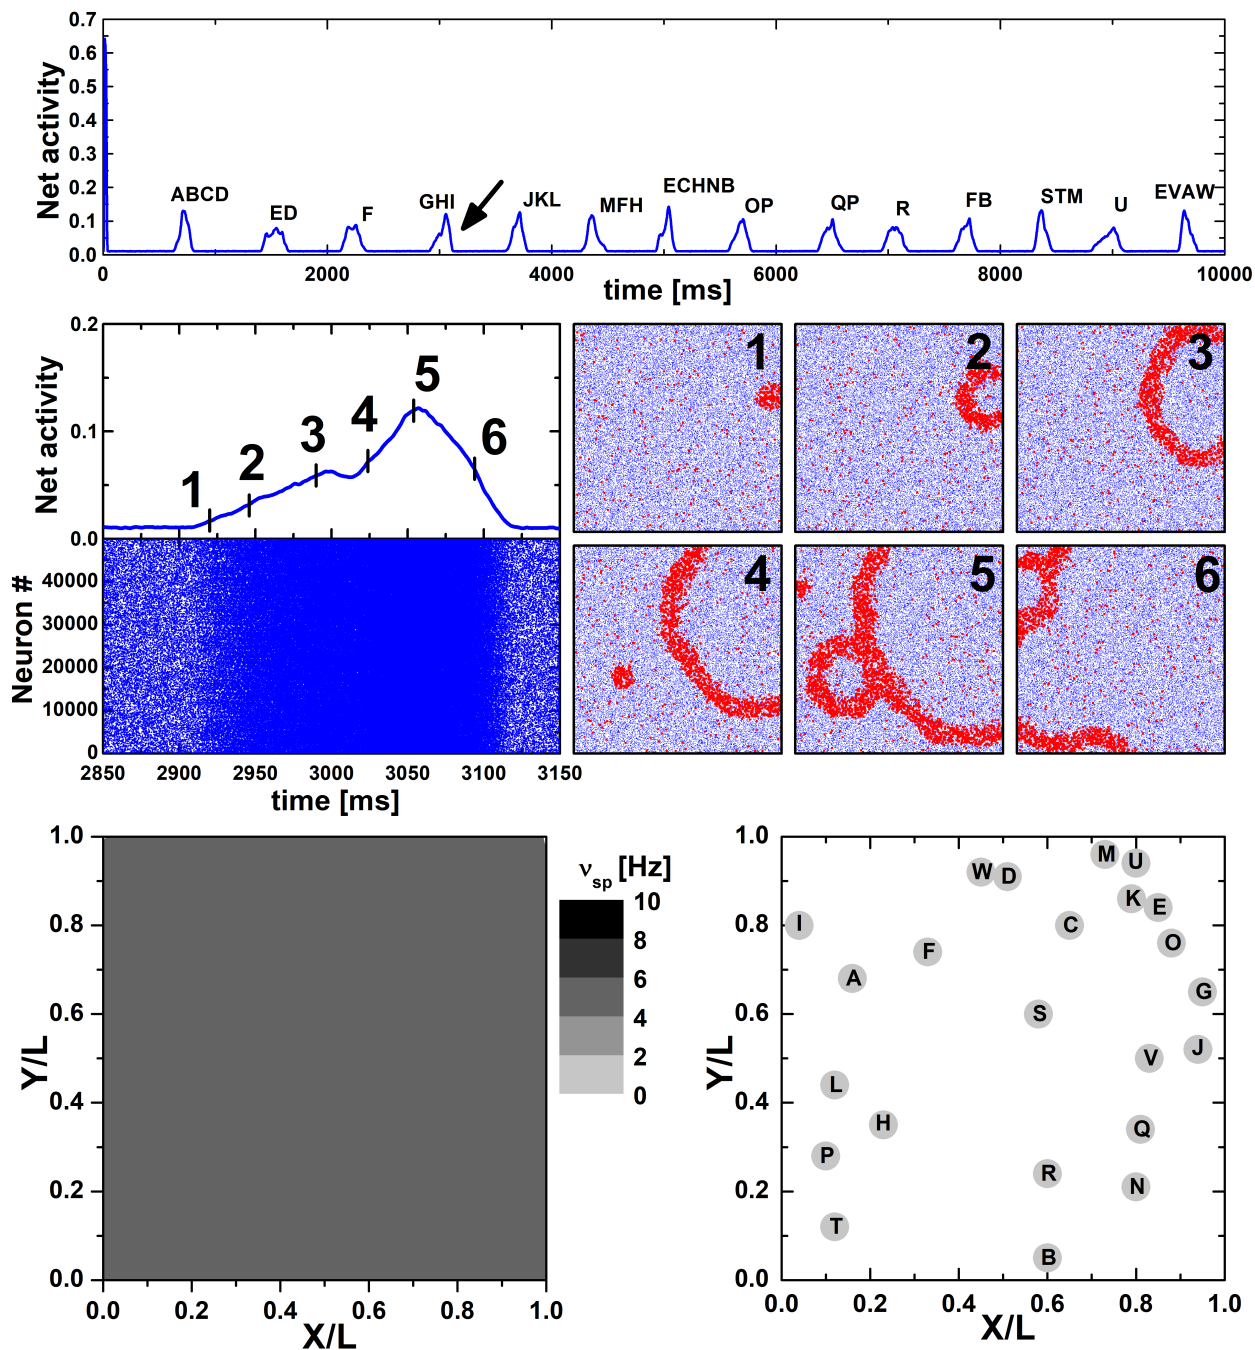 0.7
0.6
0.5
0.4
0.3
0.2
0.1
0.0
Net activity
ABCD
ED
F
GHI
JKL
MFH
ECHNB
OP
QP
R
FB
STM
U
EVAW
0 2000 4000 6000 8000 10000
time [ms]
0.2
0.1
0.0
Net activity
1
2
3
4
5
6
1
2
3
4
5
6
40000
30000
20000
10000
0
Neuron #
2850 2900 2950 3000 3050 3100 3150
time [ms]
1.0
0.8
0.6
0.4
0.2
0.0
Y/L
0.0 0.2 0.4 0.6 0.8 1.0
X/L
νsp [Hz]
10
8
6
4
2
0
1.0
0.8
0.6
0.4
0.2
0.0
Y/L
M
U
W
D
K
E
I
C
O
F
A
G
S
J
V
L
H
Q
P
R
N
T
B
0.0 0.2 0.4 0.6 0.8 1.0
X/L